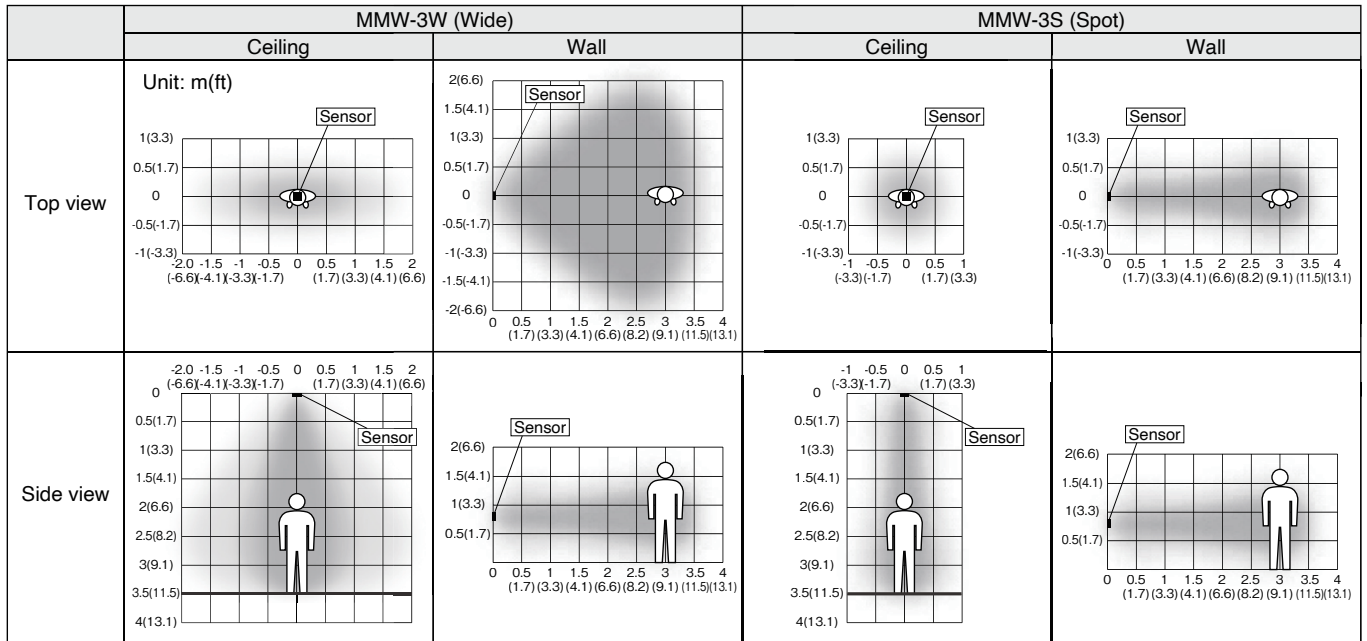 MMW-3W (Wide) MMW-3S (Spot)
Ceiling Wall Ceiling Wall
Top view
Unit: m(ft)
Sensor
1(3.3)
0.5(1.7)
0
-0.5(-1.7)
-1(-3.3)
-2.0 -1.5 -1 -0.5 0 0.5 1 1.5 2
(-6.6)(-4.1)(-3.3)(-1.7) (1.7) (3.3) (4.1) (6.6)
Sensor
2(6.6)
1.5(4.1)
1(3.3)
0.5(1.7)
0
-0.5(-1.7)
-1(-3.3)
-1.5(-4.1)
-2(-6.6)
0 0.5 1 1.5 2 2.5 3 3.5 4
(1.7) (3.3) (4.1) (6.6) (8.2) (9.1) (11.5)(13.1)
Sensor
1(3.3)
0.5(1.7)
0
-0.5(-1.7)
-1(-3.3)
-1 -0.5 0 0.5 1
(-3.3)(-1.7) (1.7) (3.3)
Sensor
1(3.3)
0.5(1.7)
0
-0.5(-1.7)
-1(-3.3)
0 0.5 1 1.5 2 2.5 3 3.5 4
(1.7) (3.3) (4.1) (6.6) (8.2) (9.1) (11.5)(13.1)
Side view
-2.0 -1.5 -1 -0.5 0 0.5 1 1.5 2
(-6.6)(-4.1)(-3.3)(-1.7) (1.7) (3.3) (4.1) (6.6)
0
0.5(1.7)
Sensor
1(3.3)
1.5(4.1)
2(6.6)
2.5(8.2)
3(9.1)
3.5(11.5)
4(13.1)
Sensor
2(6.6)
1.5(4.1)
1(3.3)
0.5(1.7)
0 0.5 1 1.5 2 2.5 3 3.5 4
(1.7) (3.3) (4.1) (6.6) (8.2) (9.1) (11.5)(13.1)
-1 -0.5 0 0.5 1
(-3.3)(-1.7) (1.7) (3.3)
0
0.5(1.7)
Sensor
1(3.3)
1.5(4.1)
2(6.6)
2.5(8.2)
3(9.1)
3.5(11.5)
4(13.1)
Sensor
2(6.6)
1.5(4.1)
1(3.3)
0.5(1.7)
0 0.5 1 1.5 2 2.5 3 3.5 4
(1.7) (3.3) (4.1) (6.6) (8.2) (9.1) (11.5)(13.1)